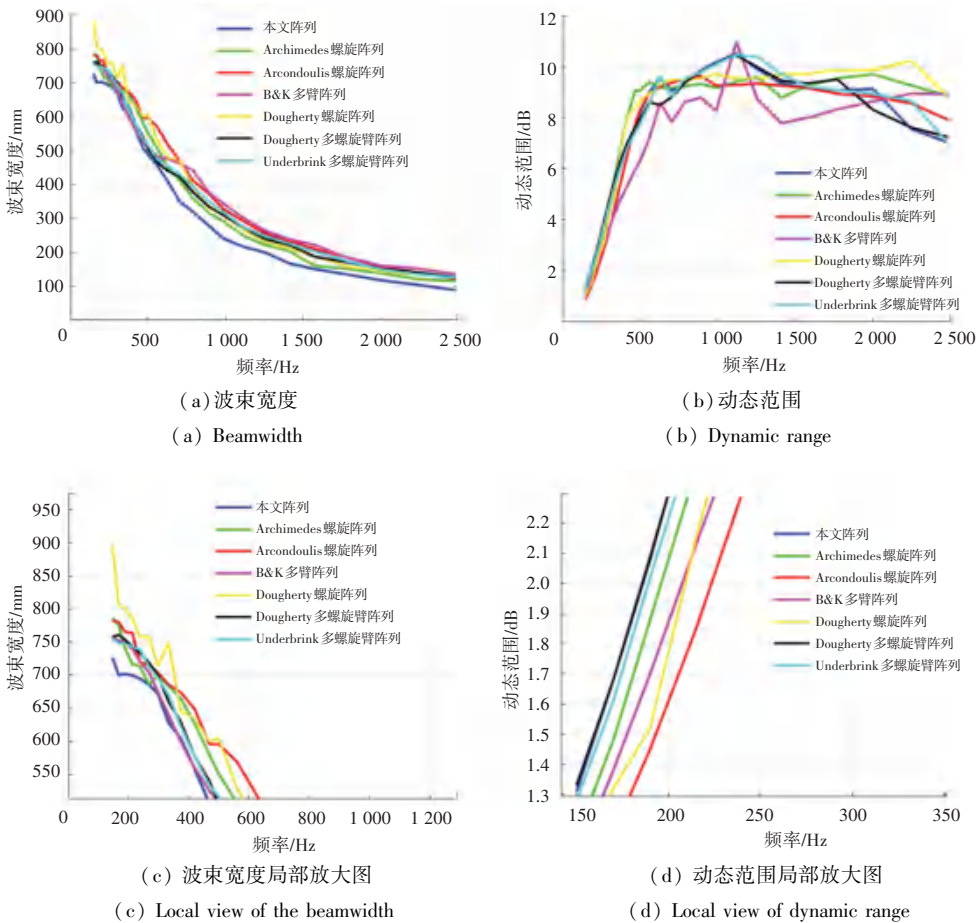 900
800
700
600
500
400
300
200
100
0
500
1 000
1 500
2 000
2 500
波束宽度/mm
频率/Hz
本文阵列
Archimedes螺旋阵列
Arcondoulis螺旋阵列
B&K多臂阵列
Dougherty螺旋阵列
Dougherty多螺旋臂阵列
Underbrink多螺旋臂阵列
(a)波束宽度
(a) Beamwidth
12
10
8
6
4
2
0
500
1 000
1 500
2 000
2 500
动态范围/dB
频率/Hz
本文阵列
Archimedes螺旋阵列
Arcondoulis螺旋阵列
B&K多臂阵列
Dougherty螺旋阵列
Dougherty多螺旋臂阵列
Underbrink多螺旋臂阵列
(b)动态范围
(b) Dynamic range
950
900
850
800
750
700
650
600
550
0
200
400
600
800
1 000
1 200
波束宽度/mm
频率/Hz
本文阵列
Archimedes螺旋阵列
Arcondoulis螺旋阵列
B&K多臂阵列
Dougherty螺旋阵列
Dougherty多螺旋臂阵列
Underbrink多螺旋臂阵列
(c)波束宽度局部放大图
(c) Local view of the beamwidth
2.2
2.1
2.0
1.9
1.8
1.7
1.6
1.5
1.4
1.3
150
200
250
300
350
动态范围/dB
频率/Hz
本文阵列
Archimedes螺旋阵列
Arcondoulis螺旋阵列
B&K多臂阵列
Dougherty螺旋阵列
Dougherty多螺旋臂阵列
Underbrink多螺旋臂阵列
(d)动态范围局部放大图
(d) Local view of dynamic range